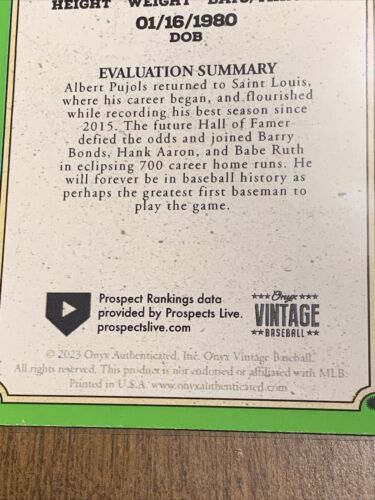 HEIGHT WEIGHT
01/16/1980
DOB
EVALUATION SUMMARY
Albert Pujols returned to Saint Louis,
where his career began, and flourished
while recording his best season since
2015. The future Hall of Famer
defied the odds and joined Barry
Bonds, Hank Aaron, and Babe Ruth
in eclipsing 700 career home runs. He
will forever be in baseball history as
perhaps the greatest first baseman to
play the game.
Prospect Rankings data
provided by Prospects Live.
prospectslive.com
Onyx
VINTAGE
BASEBALL
© 2023 Onyx Authenticated, Inc. Onyx Vintage Baseball.
All rights reserved. This product is not endorsed or affiliated with MLB.
Printed in U.S.A. www.onyxauthenticated.com